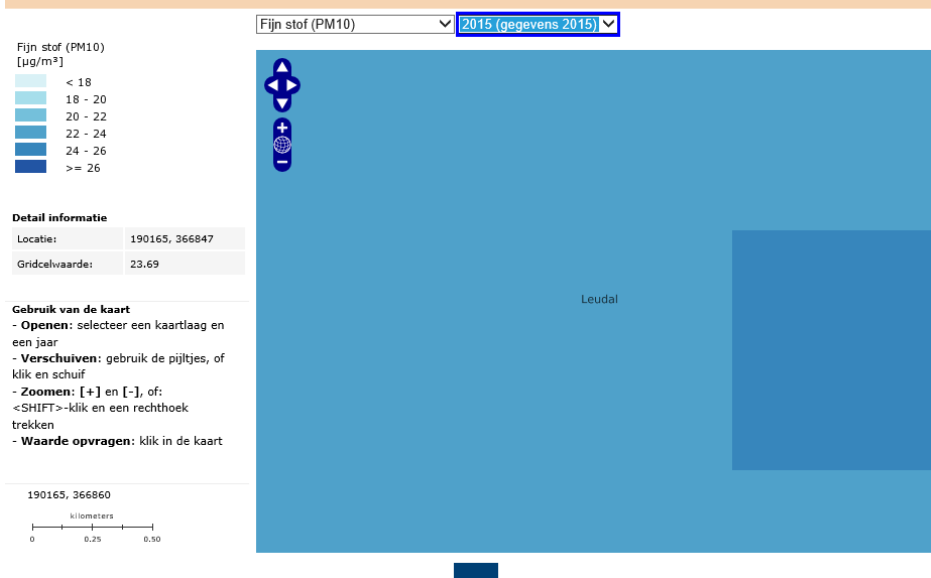 Fijn stof (PM10) 2015 (gegevens 2015)
Fijn stof (PM10)
[µg/m³]
< 18
18 - 20
20 - 22
22 - 24
24 - 26
>= 26
Detail informatie
Locatie: 190165, 366847
Gridcelwaarde: 23.69
Gebruik van de kaart
- Openen: selecteer een kaartlaag en
een jaar
- Verschuiven: gebruik de pijltjes, of
klik en schuif
- Zoomen: [+] en [-], of:
<SHIFT>-klik en een rechthoek
trekken
- Waarde opvragen: klik in de kaart
190165, 366860
kilometers
0 0.25 0.50
Leudal